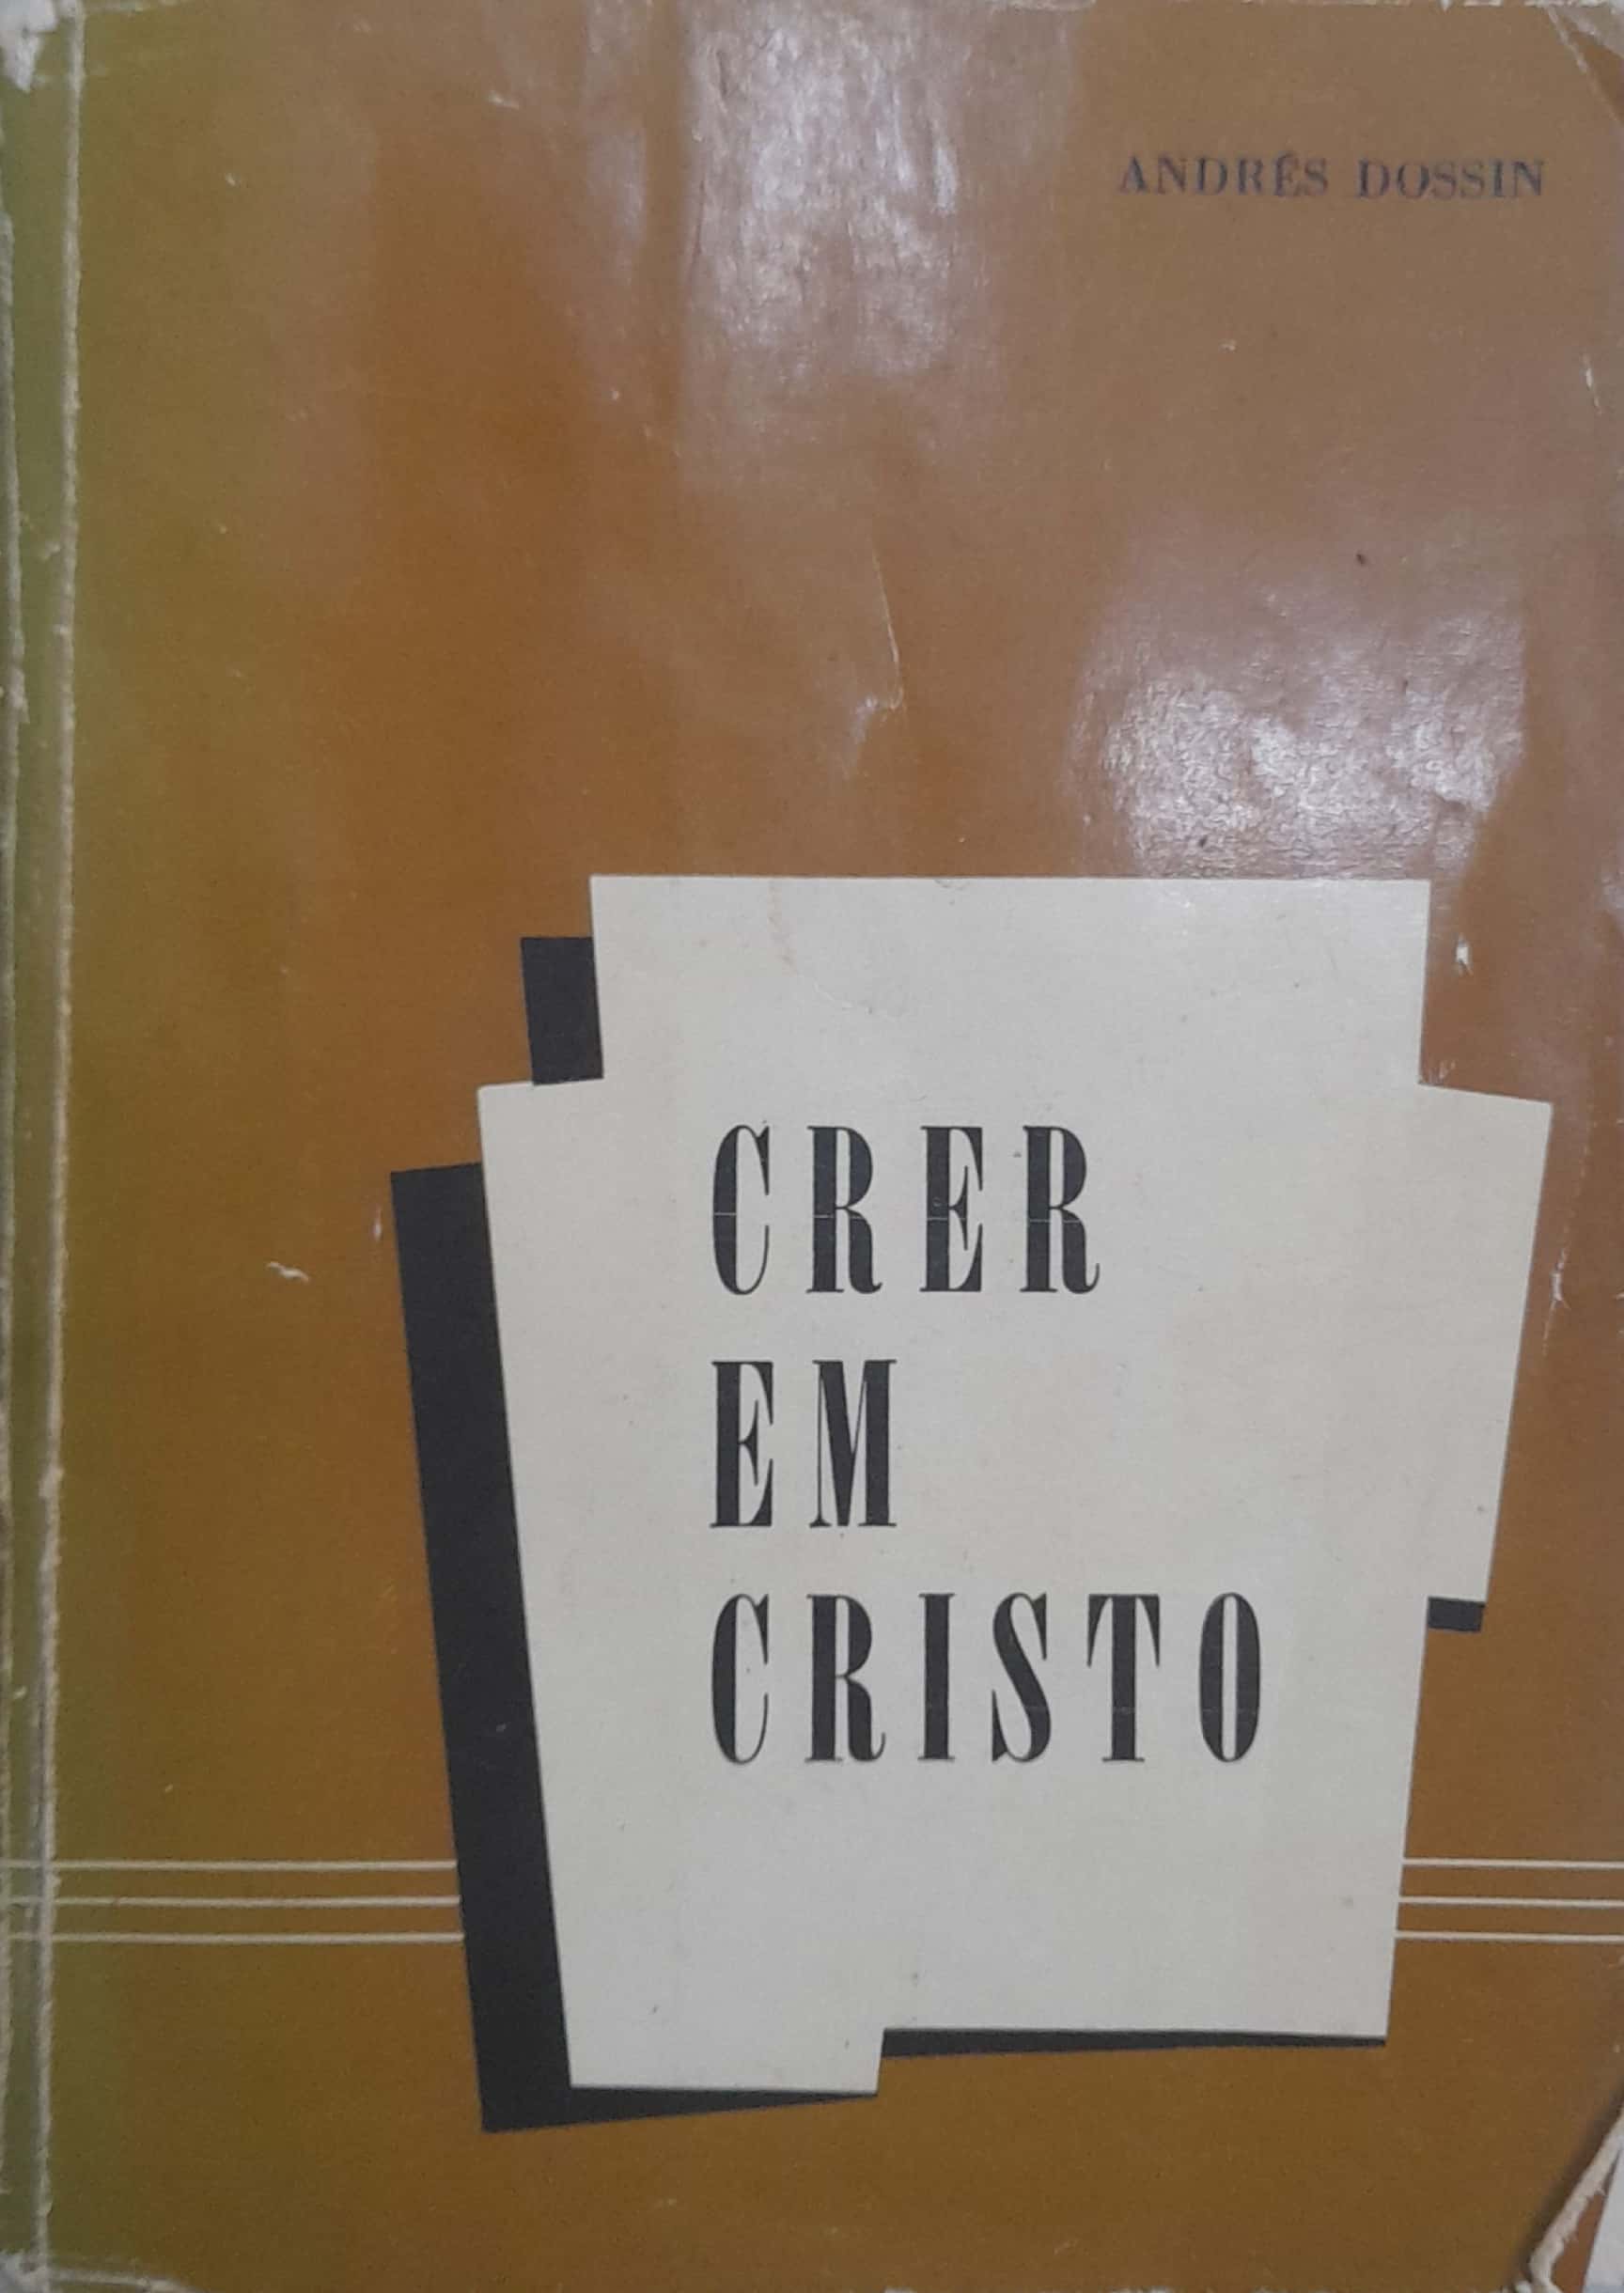 ANDRÉS DOSSIN
CRER
EM
CRISTO